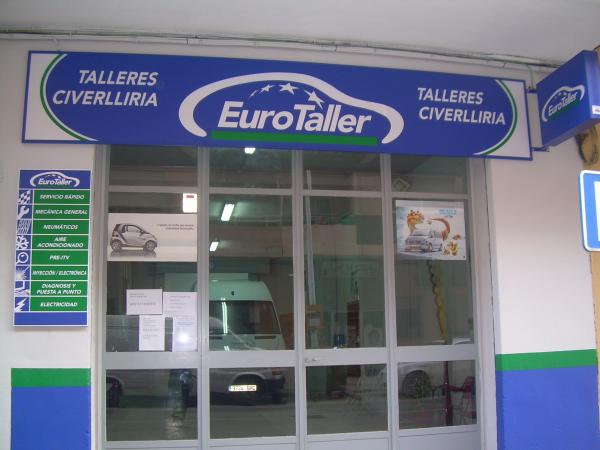 TALLERES
CIVERLLIRIA
EuroTaller
TALLERES
CIVERLLIRIA
EuroTaller
EuroTaller
SERVICIO RÁPIDO
MECÁNICA GENERAL
NEUMÁTICOS
AIRE
ACONDICIONADO
PRE-ITV
INYECCIÓN / ELECTRÓNICA
DIAGNOSIS Y
PUESTA A PUNTO
ELECTRICIDAD